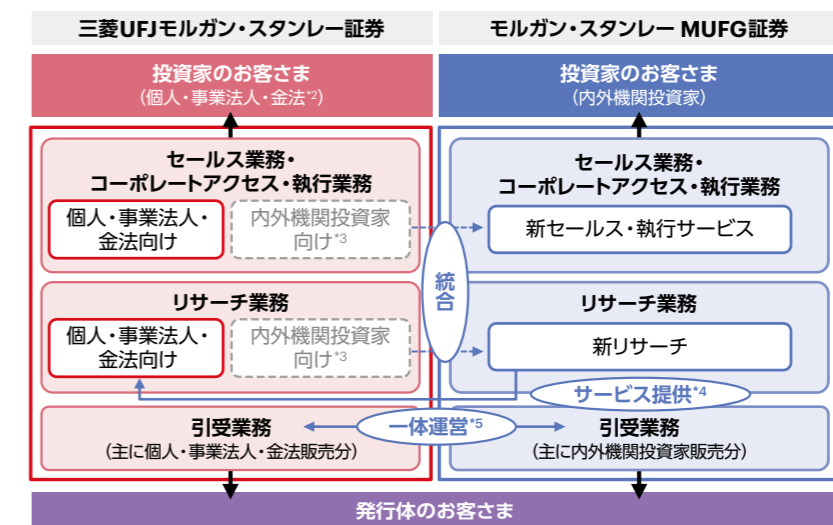 三菱UFJモルガン・スタンレー証券
モルガン・スタンレー MUFG証券
投資家のお客さま
(個人・事業法人・金法*2)
投資家のお客さま
(内外機関投資家)
セールス業務・
コーポレートアクセス・執行業務
個人・事業法人・
金法向け
内外機関投資家
向け*3
セールス業務・
コーポレートアクセス・執行業務
新セールス・執行サービス
統合
リサーチ業務
個人・事業法人・
金法向け
内外機関投資家
向け*3
リサーチ業務
新リサーチ
サービス提供*4
引受業務
(主に個人・事業法人・金法販売分)
一体運営*5
引受業務
(主に内外機関投資家販売分)
発行体のお客さま